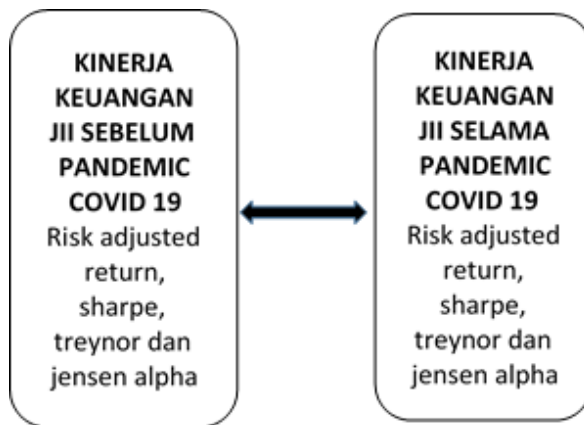 KINERJA
KEUANGAN
JII SEBELUM
PANDEMIC
COVID 19
Risk adjusted
return,
sharpe,
treynor dan
jensen alpha
KINERJA
KEUANGAN
JII SELAMA
PANDEMIC
COVID 19
Risk adjusted
return,
sharpe,
treynor dan
jensen alpha